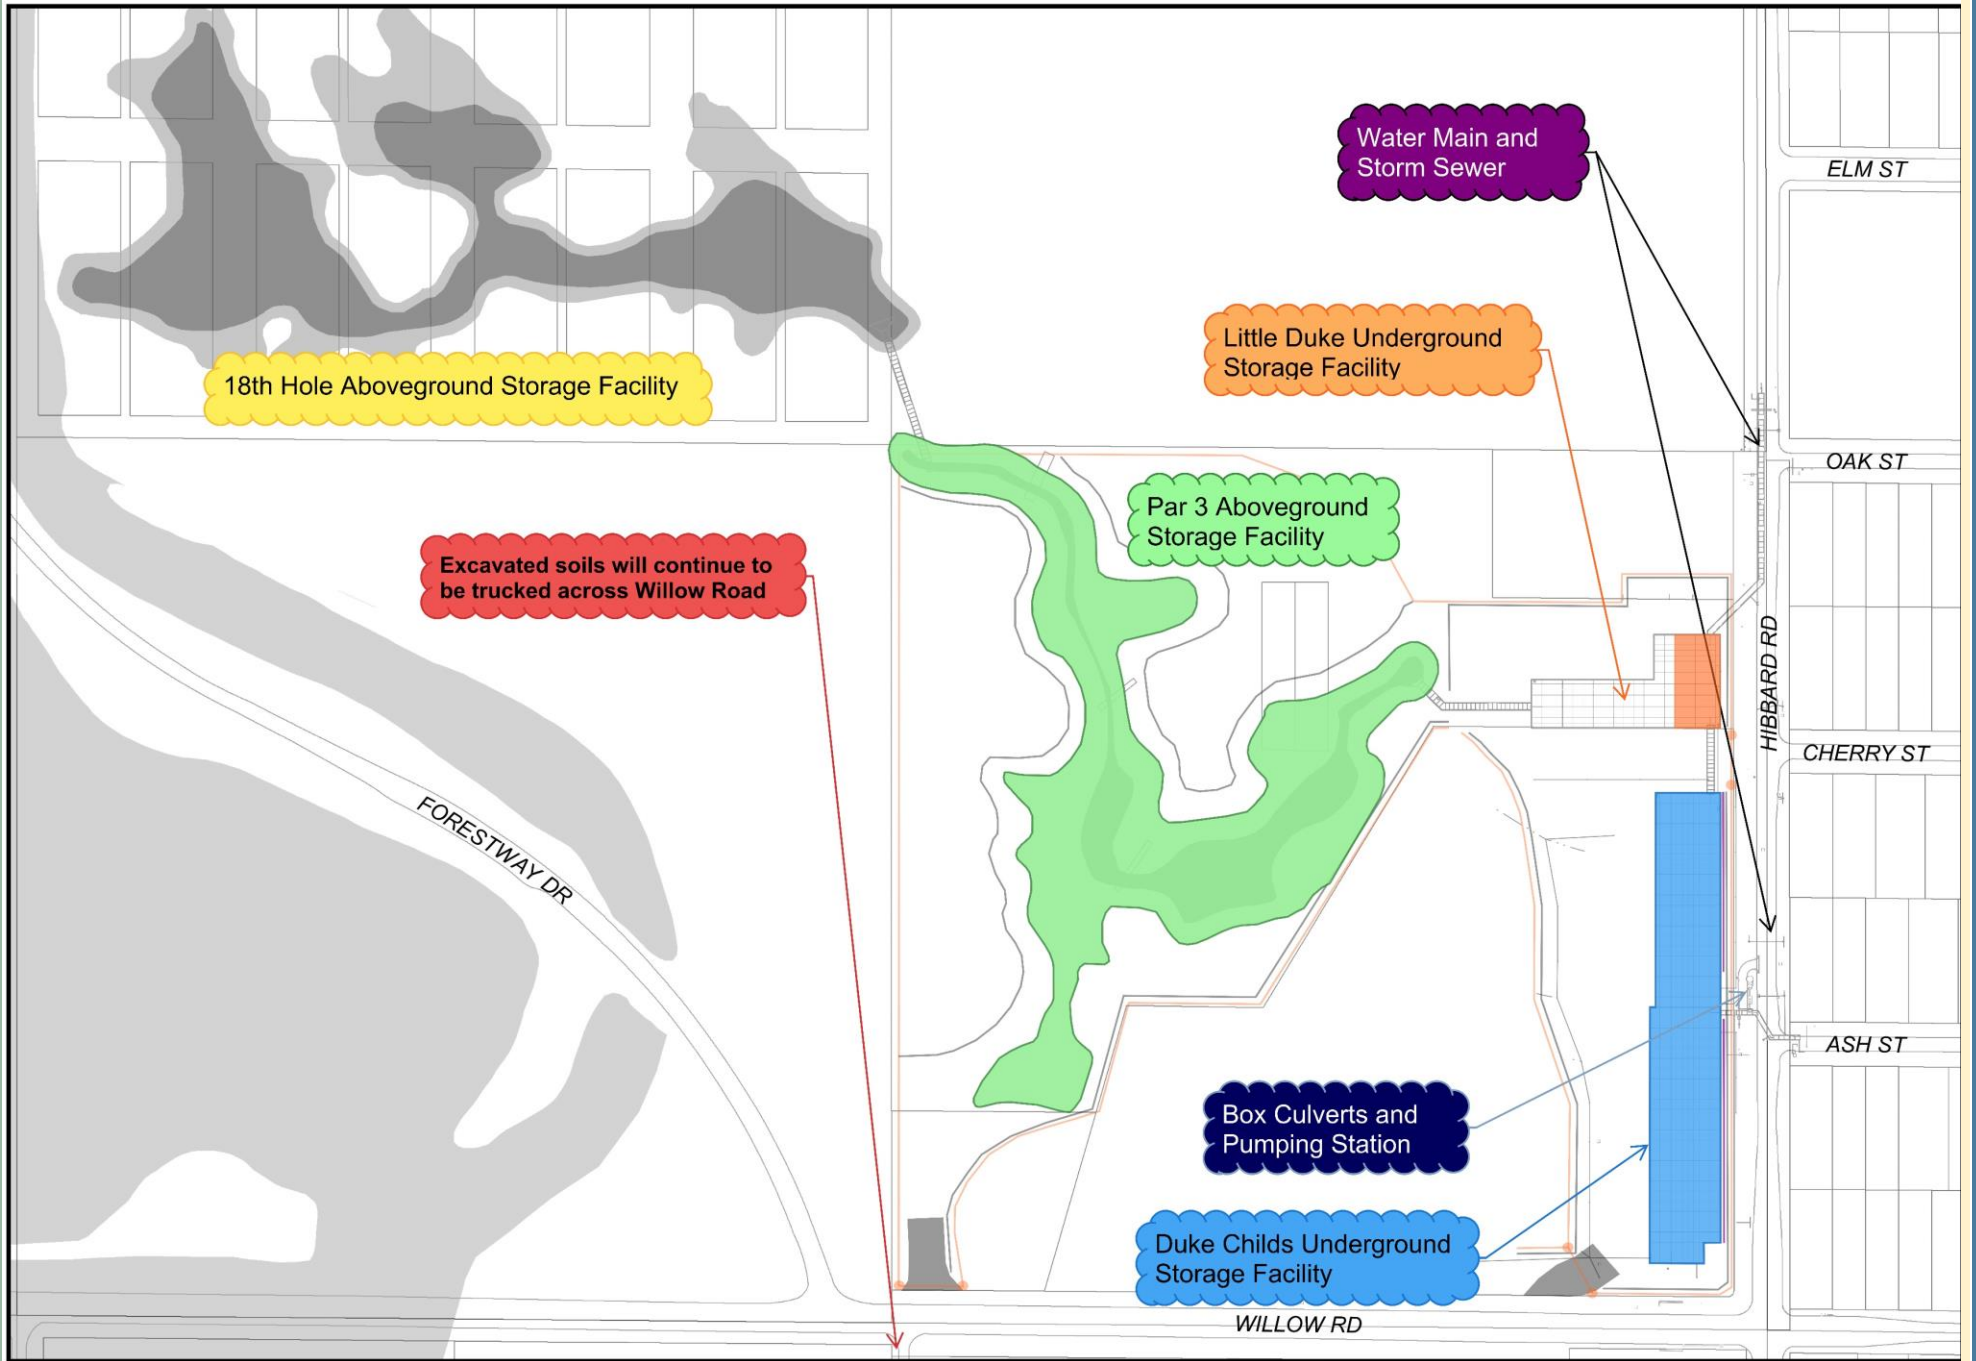 Water Main and
Storm Sewer
ELM ST
Little Duke Underground
Storage Facility
18th Hole Aboveground Storage Facility
OAK ST
Par 3 Aboveground
Storage Facility
Excavated soils will continue to
be trucked across Willow Road
HIBBARD RD
CHERRY ST
FORESTWAY DR
ASH ST
Box Culverts and
Pumping Station
Duke Childs Underground
Storage Facility
WILLOW RD